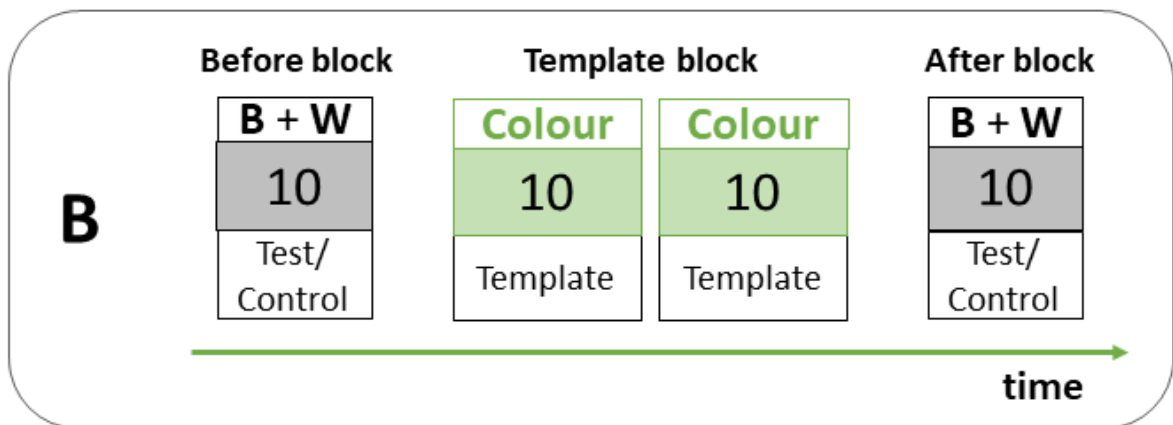 B
Before block
B + W
10
Test/
Control
Template block
Colour
10
Template
Colour
10
Template
After block
B + W
10
Test/
Control
time